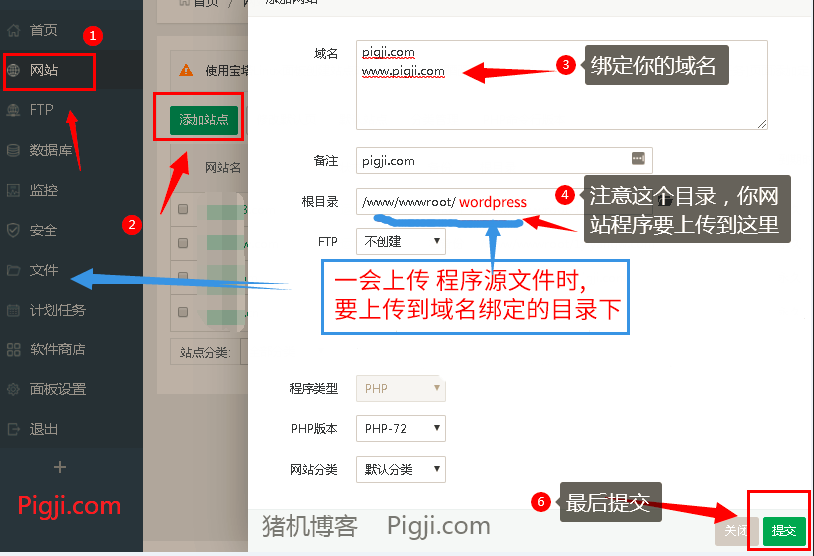 首页
1
网站
FTP
数据库
监控
2
安全
文件
计划任务
软件商店
面板设置
退出
+
Pigji.com
首页 /
使用宝塔
添加站点
网站名
站点分类:
添加网站
域名
pigji.com
www.pigji.com
3
绑定你的域名
备注
pigji.com
根目录
/www/wwwroot/ wordpress
4
注意这个目录，你网
站程序要上传到这里
FTP
不创建
一会上传 程序源文件时,
要上传到域名绑定的目录下
程序类型
PHP
PHP版本
PHP-72
网站分类
默认分类
6
最后提交
关闭
提交
猪机博客 Pigji.com